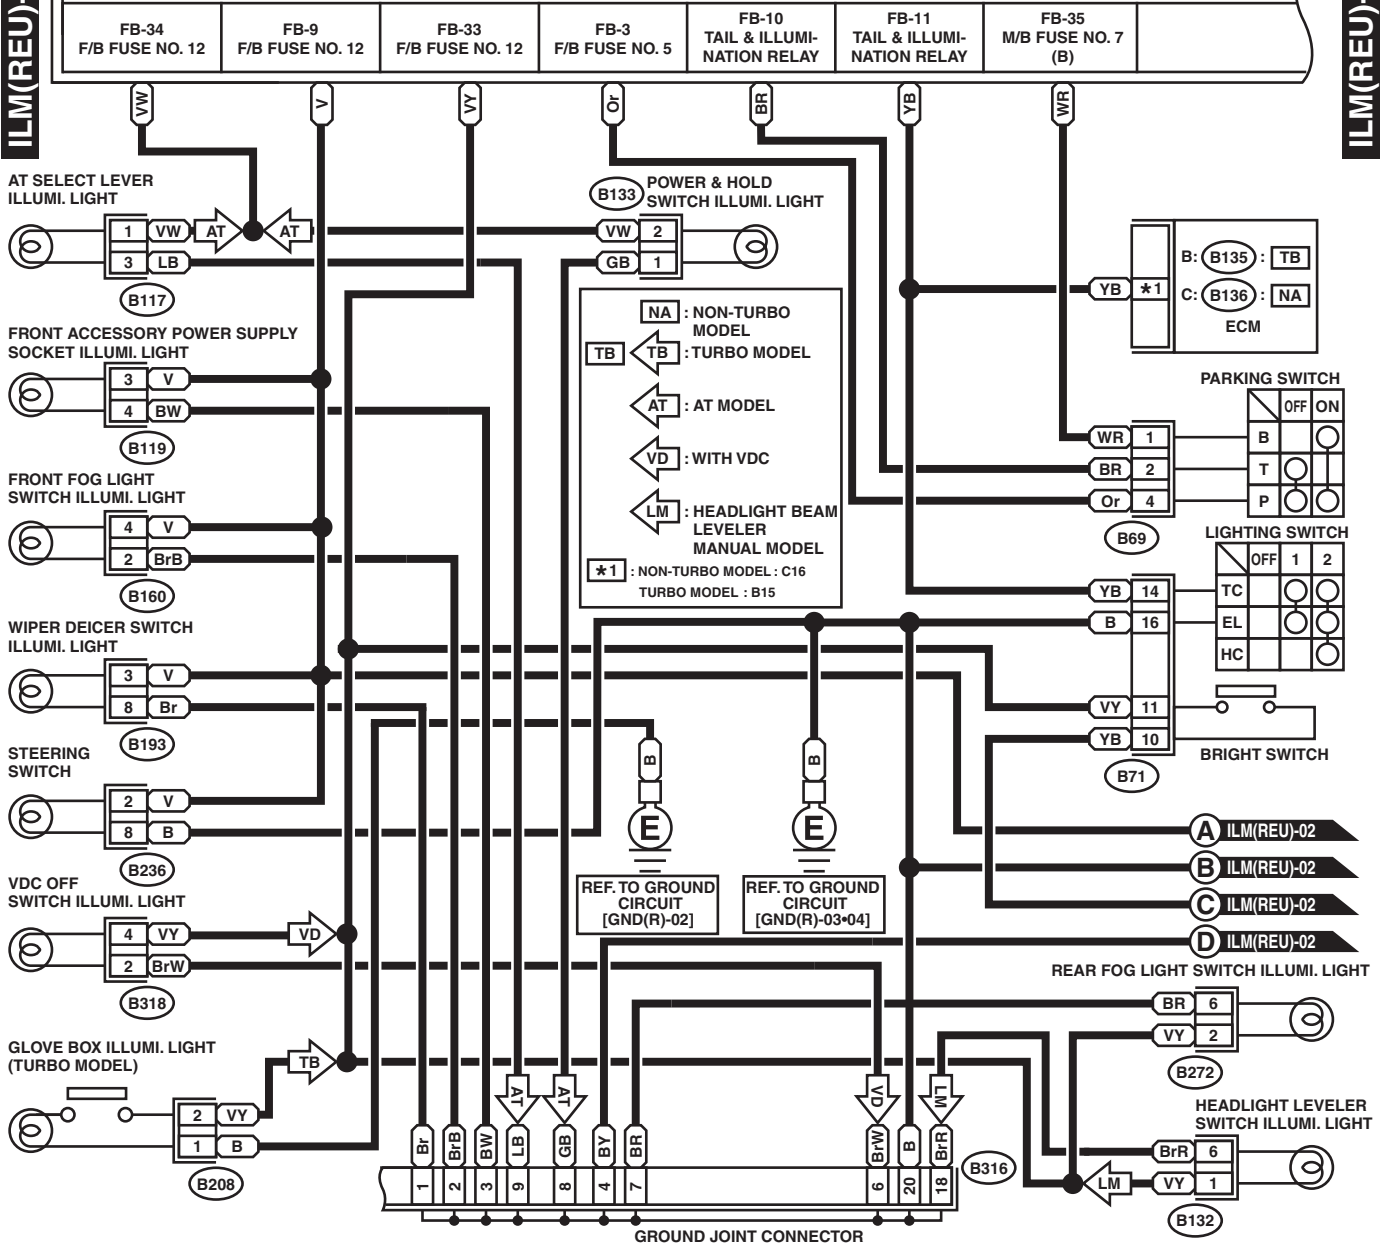 ILM(REU)-
ILM(REU)-
FB-34
F/B FUSE NO. 12
FB-9
F/B FUSE NO. 12
FB-33
F/B FUSE NO. 12
FB-3
F/B FUSE NO. 5
FB-10
TAIL & ILLUMI-
NATION RELAY
FB-11
TAIL & ILLUMI-
NATION RELAY
FB-35
M/B FUSE NO. 7
(B)
VW
V
VY
Or
BR
YB
WR
AT SELECT LEVER
ILLUMI. LIGHT
1 VW AT AT
3 LB
B117
B133
POWER & HOLD
SWITCH ILLUMI. LIGHT
VW 2
GB 1
YB *1
B: B135 : TB
C: B136 : NA
ECM
NA : NON-TURBO
MODEL
TB TB : TURBO MODEL
AT : AT MODEL
VD : WITH VDC
LM : HEADLIGHT BEAM
LEVELER
MANUAL MODEL
*1 : NON-TURBO MODEL : C16
TURBO MODEL : B15
FRONT ACCESSORY POWER SUPPLY
SOCKET ILLUMI. LIGHT
3 V
4 BW
B119
PARKING SWITCH
OFF ON
WR 1 B
BR 2 T
Or 4 P
B69
FRONT FOG LIGHT
SWITCH ILLUMI. LIGHT
4 V
2 BrB
B160
LIGHTING SWITCH
OFF 1 2
YB 14 TC
B 16 EL
HC
VY 11
YB 10
BRIGHT SWITCH
B71
WIPER DEICER SWITCH
ILLUMI. LIGHT
3 V
8 Br
B193
STEERING
SWITCH
2 V
8 B
B236
B
E
REF. TO GROUND
CIRCUIT
[GND(R)-02]
B
E
REF. TO GROUND
CIRCUIT
[GND(R)-03•04]
A ILM(REU)-02
B ILM(REU)-02
C ILM(REU)-02
D ILM(REU)-02
VDC OFF
SWITCH ILLUMI. LIGHT
4 VY VD
2 BrW
B318
REAR FOG LIGHT SWITCH ILLUMI. LIGHT
BR 6
VY 2
B272
GLOVE BOX ILLUMI. LIGHT
(TURBO MODEL)
TB
2 VY
1 B
B208
HEADLIGHT LEVELER
SWITCH ILLUMI. LIGHT
BrR 6
LM VY 1
B132
AT AT VD LM
Br BrB BW LB GB BY BR BrW B BrR
1 2 3 9 8 4 7 6 20 18
B316
GROUND JOINT CONNECTOR